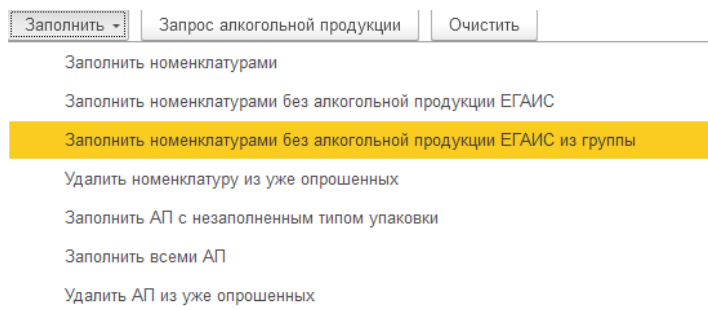 Заполнить Запрос алкогольной продукции Очистить
Заполнить номенклатурами
Заполнить номенклатурами без алкогольной продукции ЕГАИС
Заполнить номенклатурами без алкогольной продукции ЕГАИС из группы
Удалить номенклатуру из уже опрошенных
Заполнить АП с незаполненным типом упаковки
Заполнить всеми АП
Удалить АП из уже опрошенных